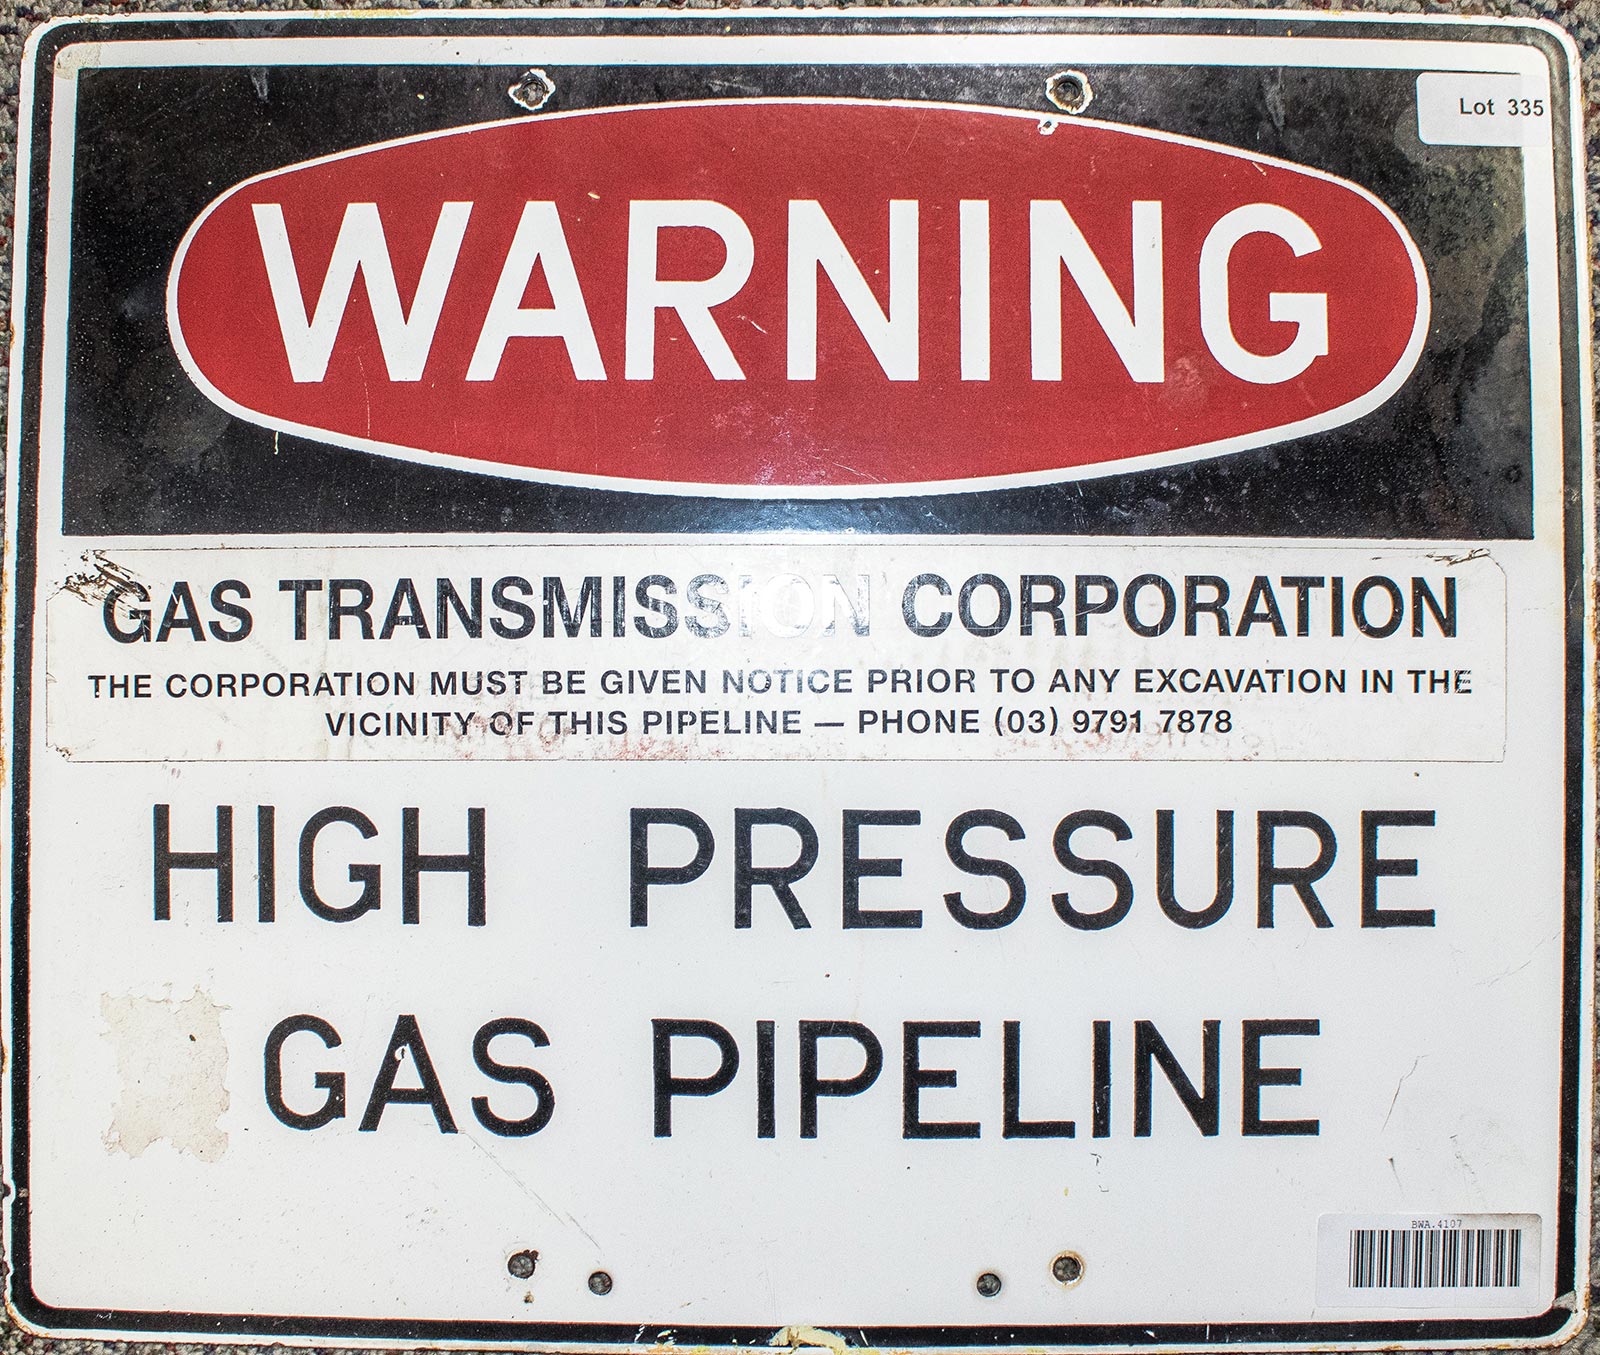 Lot 335
WARNING
GAS TRANSMISSION CORPORATION
THE CORPORATION MUST BE GIVEN NOTICE PRIOR TO ANY EXCAVATION IN THE
VICINITY OF THIS PIPELINE — PHONE (03) 9791 7878
HIGH PRESSURE
GAS PIPELINE
BWA.4107